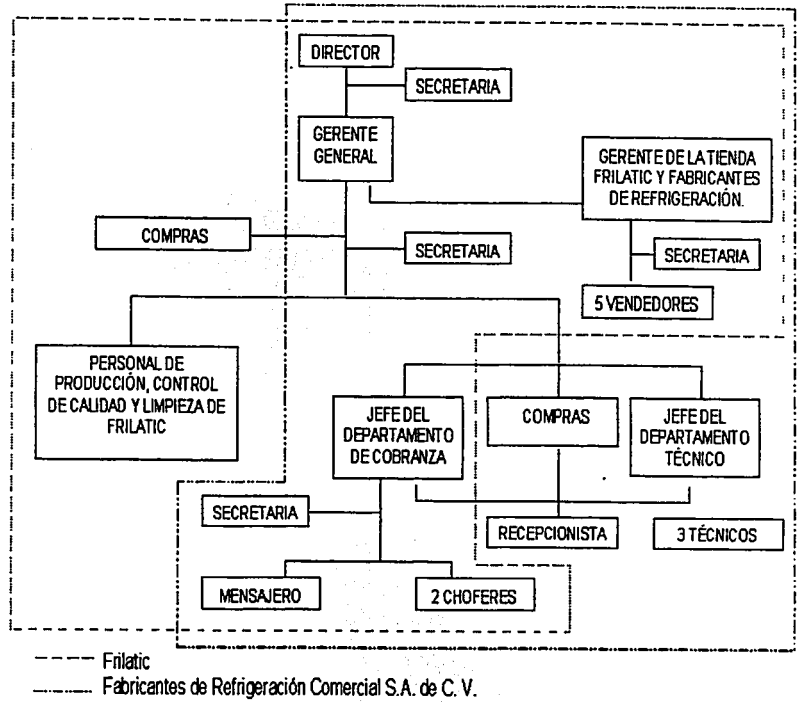 DIRECTOR
SECRETARIA
GERENTE
GENERAL
GERENTE DE LA TIENDA
FRILATIC Y FABRICANTES
DE REFRIGERACIÓN.
COMPRAS
SECRETARIA
SECRETARIA
5 VENDEDORES
PERSONAL DE
PRODUCCIÓN, CONTROL
DE CALIDAD Y LIMPIEZA DE
FRILATIC
JEFE DEL
DEPARTAMENTO
DE COBRANZA
COMPRAS
JEFE DEL
DEPARTAMENTO
TÉCNICO
SECRETARIA
RECEPCIONISTA
3 TÉCNICOS
MENSAJERO
2 CHOFERES
Frilatic
Fabricantes de Refrigeración Comercial S.A. de C. V.